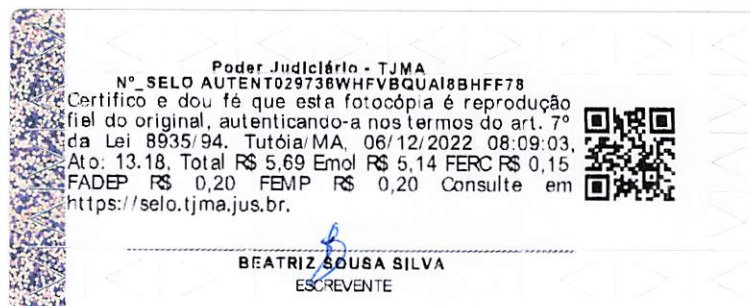 Poder Judiciário - TJMA
Nº_SELO AUTENT029736WHFVBQUAI8BHFF78
Certifico e dou fé que esta fotocópia é reprodução
fiel do original, autenticando-a nos termos do art. 7º
da Lei 8935/94. Tutóia/MA, 06/12/2022 08:09:03,
Ato: 13.18, Total R$ 5,69 Emol R$ 5,14 FERC R$ 0,15
FADEP R$ 0,20 FEMP R$ 0,20 Consulte em
https://selo.tjma.jus.br.
BEATRIZ SOUSA SILVA
ESCREVENTE